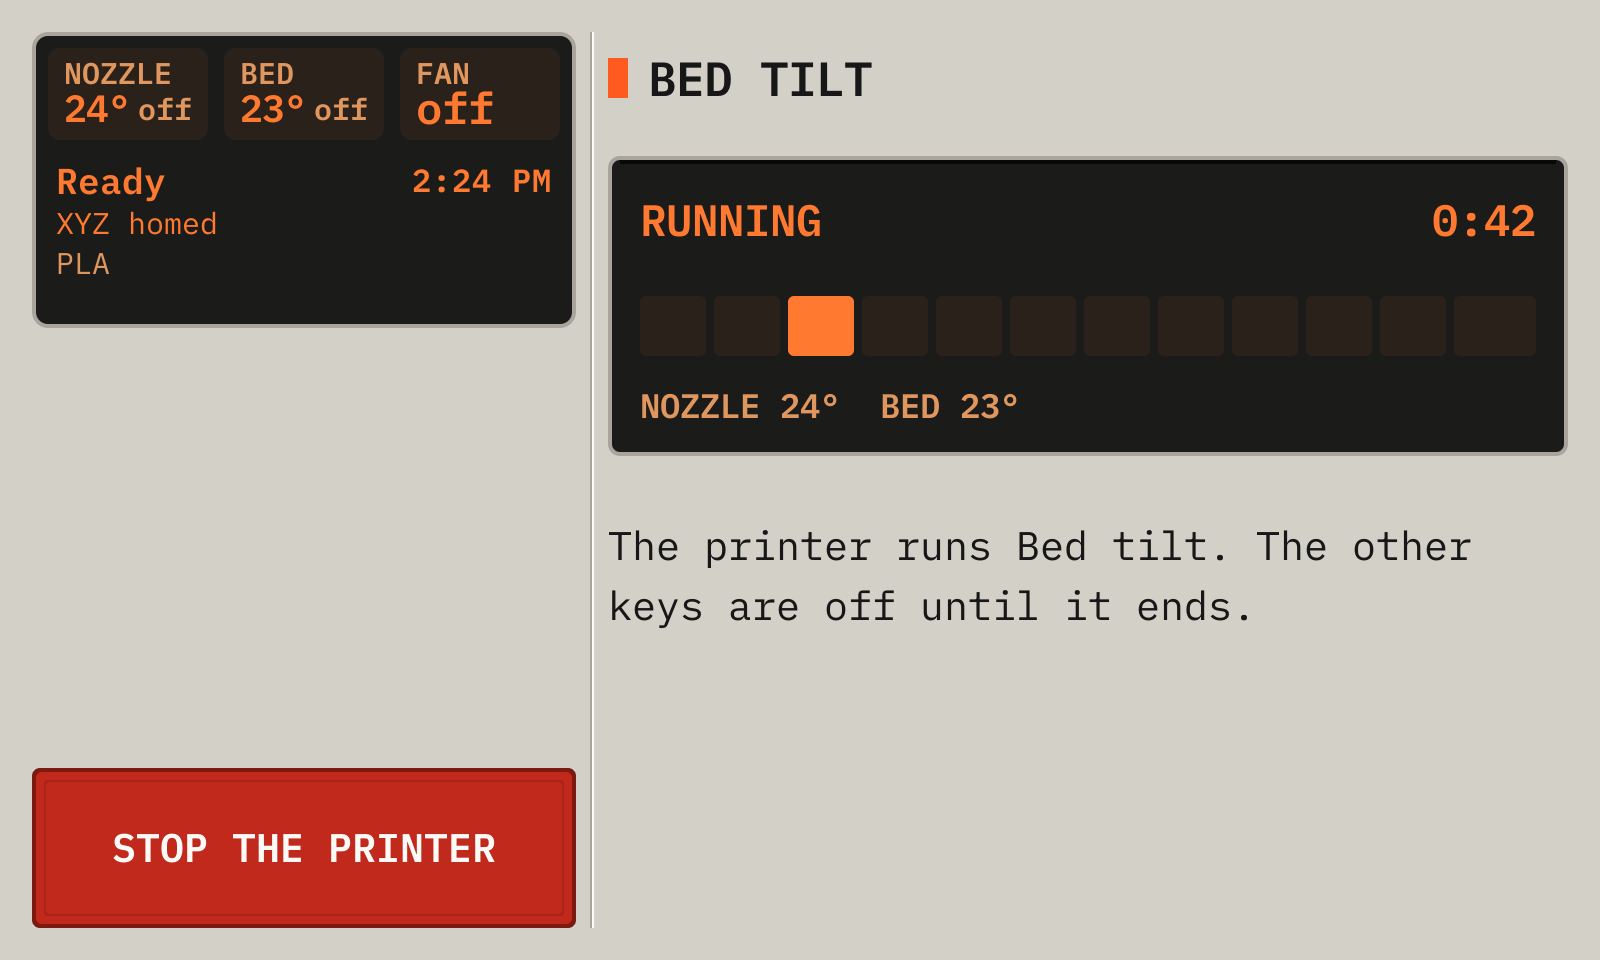 NOZZLE
24° off
BED
23° off
FAN
off
Ready
2:24 PM
XYZ homed
PLA
STOP THE PRINTER
BED TILT
RUNNING
0:42
NOZZLE 24° BED 23°
The printer runs Bed tilt. The other
keys are off until it ends.